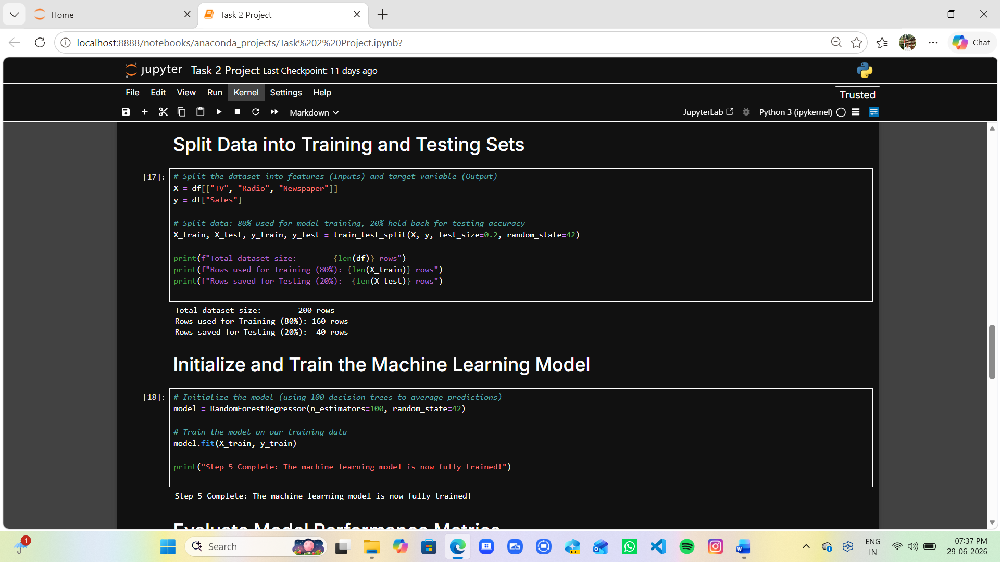 Home
Task 2 Project
localhost:8888/notebooks/anaconda_projects/Task%202%20Project.ipynb?
Chat
jupyter Task 2 Project Last Checkpoint: 11 days ago
File Edit View Run Kernel Settings Help
Trusted
Markdown
JupyterLab
Python 3 (ipykernel)
Split Data into Training and Testing Sets
[17]:
# Split the dataset into features (Inputs) and target variable (Output)
X = df[["TV", "Radio", "Newspaper"]]
y = df["Sales"]
# Split data: 80% used for model training, 20% held back for testing accuracy
X_train, X_test, y_train, y_test = train_test_split(X, y, test_size=0.2, random_state=42)
print(f"Total dataset size:        {len(df)} rows")
print(f"Rows used for Training (80%): {len(X_train)} rows")
print(f"Rows saved for Testing (20%):  {len(X_test)} rows")
Total dataset size:        200 rows
Rows used for Training (80%): 160 rows
Rows saved for Testing (20%):  40 rows
Initialize and Train the Machine Learning Model
[18]:
# Initialize the model (using 100 decision trees to average predictions)
model = RandomForestRegressor(n_estimators=100, random_state=42)
# Train the model on our training data
model.fit(X_train, y_train)
print("Step 5 Complete: The machine learning model is now fully trained!")
Step 5 Complete: The machine learning model is now fully trained!
Evaluate Model Performance Metrics
1
Search
PRE
ENG
IN
07:37 PM
29-06-2026